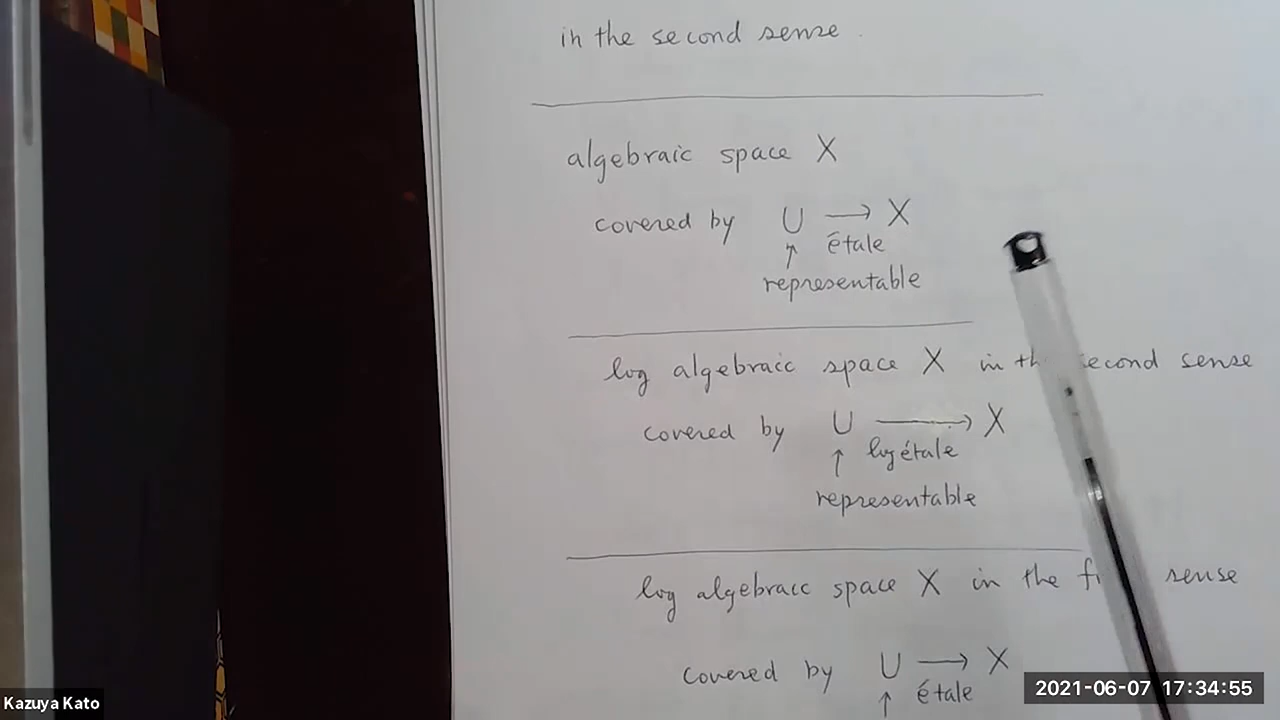 in the second sense.
algebraic space X
covered by U → X
↑ étale
representable
log algebraic space X in th second sense
covered by U → X
↑ log étale
representable
log algebraic space X in the sense
covered by U → X
↑ étale
Kazuya Kato
2021-06-07 17:34:55